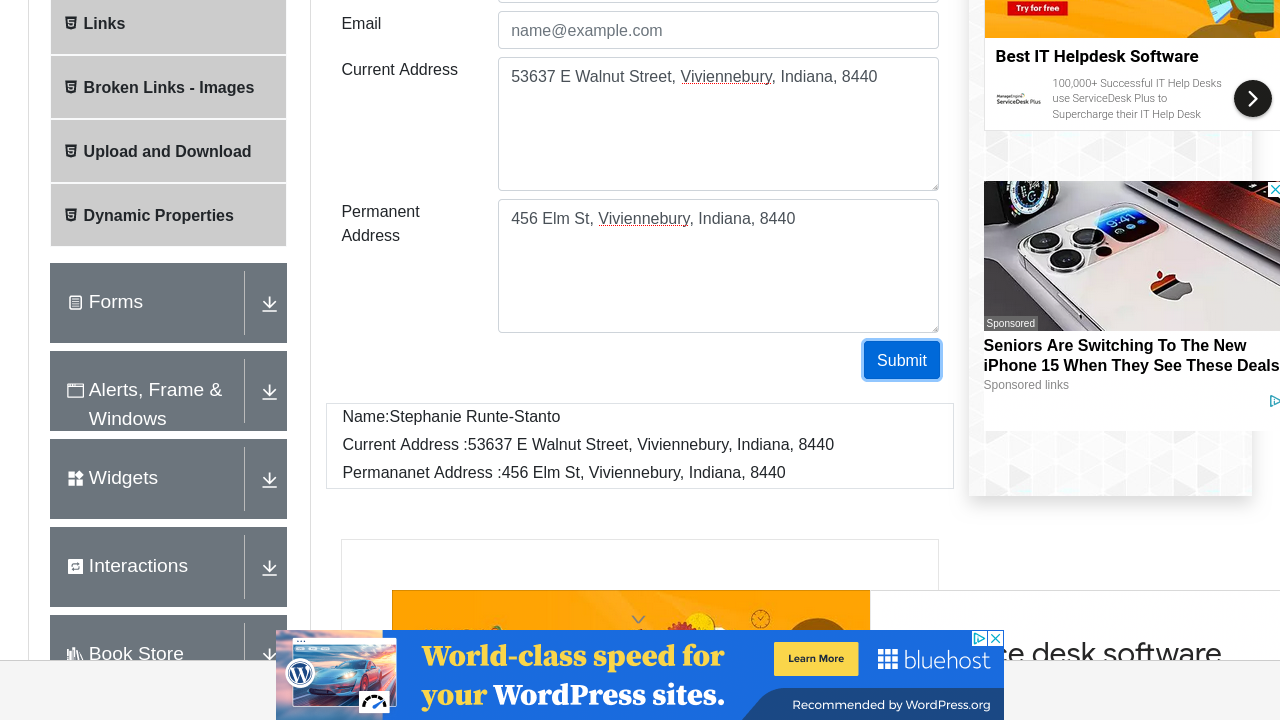 Links
Broken Links - Images
Upload and Download
Dynamic Properties
Forms
Alerts, Frame &
Windows
Widgets
Interactions
Book Store
Email
name@example.com
Current Address
53637 E Walnut Street, Viviennebury, Indiana, 8440
Permanent
Address
456 Elm St, Viviennebury, Indiana, 8440
Submit
Name:Stephanie Runte-Stanto
Current Address :53637 E Walnut Street, Viviennebury, Indiana, 8440
Permananet Address :456 Elm St, Viviennebury, Indiana, 8440
Try for free
Best IT Helpdesk Software
ManageEngine
ServiceDesk Plus
100,000+ Successful IT Help Desks
use ServiceDesk Plus to
Supercharge their IT Help Desk
9:41
Sponsored
Seniors Are Switching To The New
iPhone 15 When They See These Deals
Sponsored links
ce desk software
World-class speed for
your WordPress sites.
Learn More
bluehost
Recommended by WordPress.org